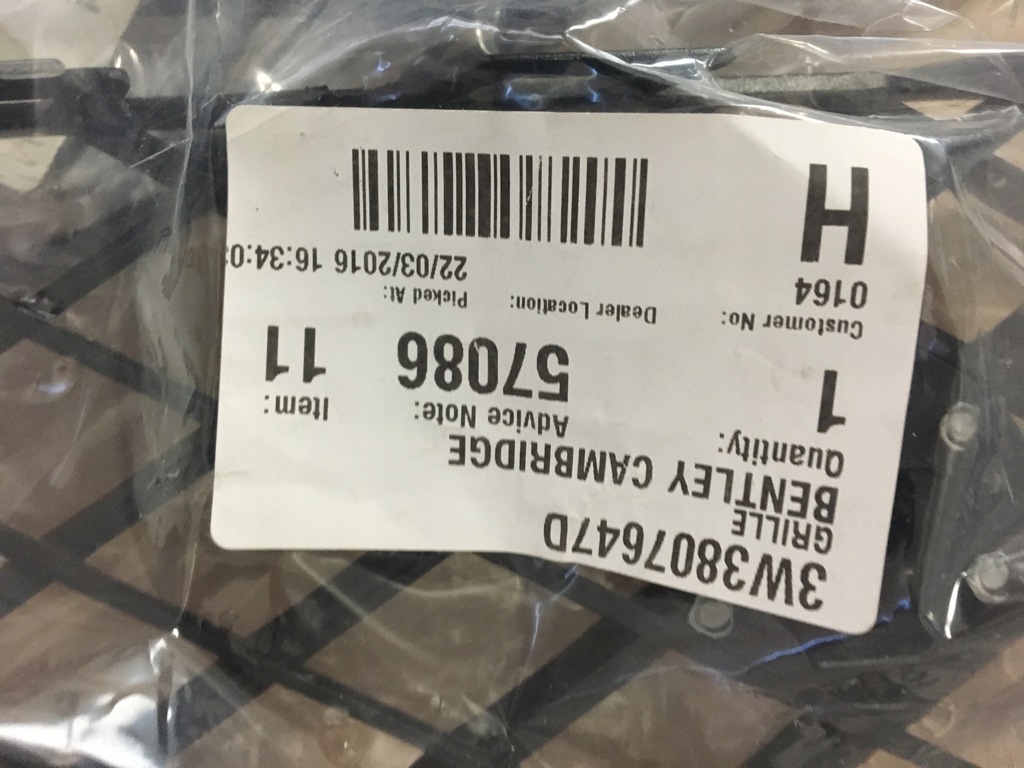 3W3807647D
GRILLE
BENTLEY CAMBRIDGE
Quantity: Advice Note: Item:
1 57086 11
Customer No: Dealer Location: Picked At:
0164 22/03/2016 16:34:0
H